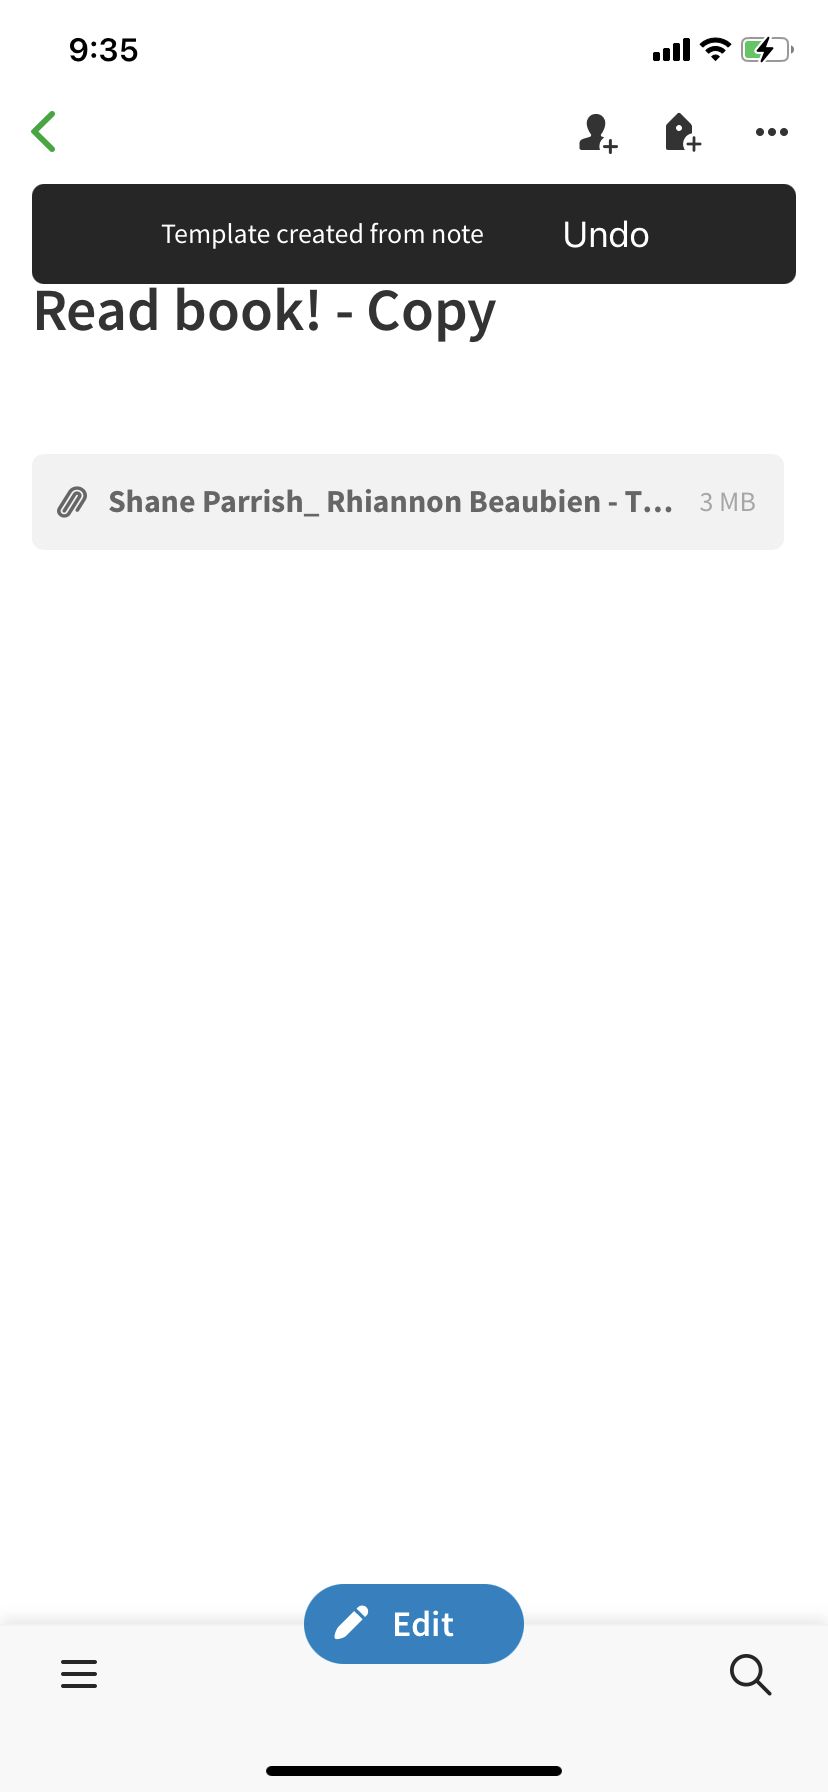 9:35
Template created from note Undo
Read book! - Copy
Shane Parrish_ Rhiannon Beaubien - T... 3 MB
Edit